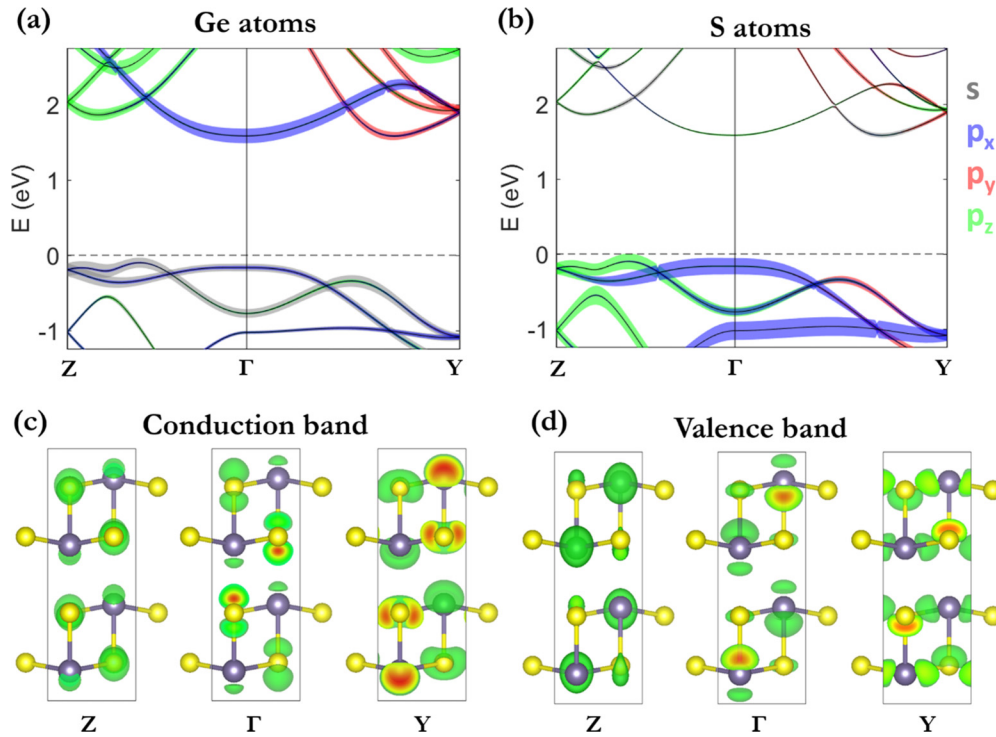 (a) Ge atoms
(b) S atoms
E (eV)
2
1
0
-1
Z Γ Y
E (eV)
2
1
0
-1
Z Γ Y
s
px
py
pz
(c) Conduction band
Z Γ Y
(d) Valence band
Z Γ Y